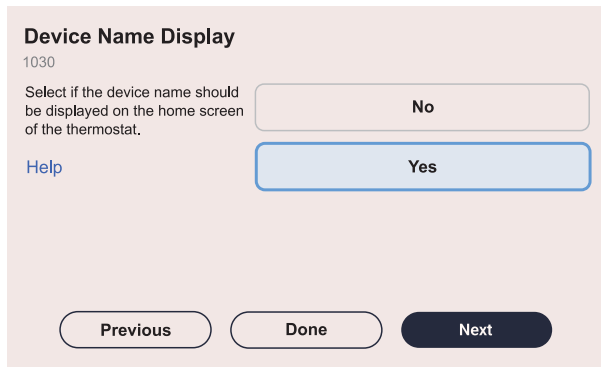 Device Name Display
1030
Select if the device name should
be displayed on the home screen
of the thermostat.
No
Help
Yes
Previous
Done
Next